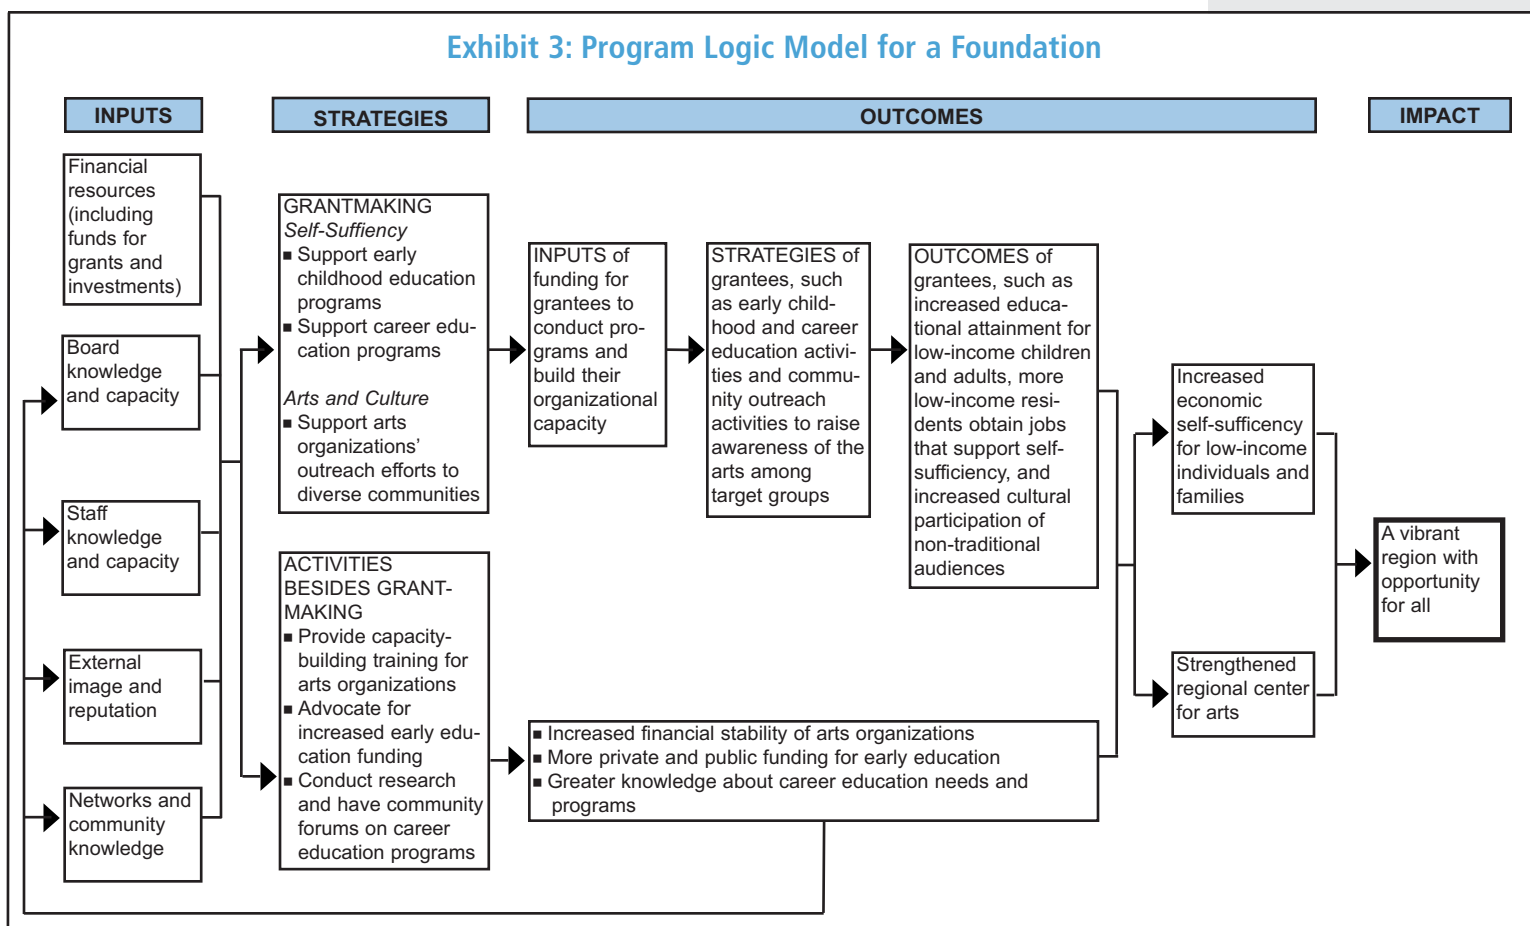 Exhibit 3: Program Logic Model for a Foundation
INPUTS
STRATEGIES
OUTCOMES
IMPACT
Financial
resources
(including
funds for
grants and
investments)
Board
knowledge
and capacity
Staff
knowledge
and capacity
External
image and
reputation
Networks and
community
knowledge
GRANTMAKING
Self-Suffiency
■ Support early
childhood education
programs
■ Support career edu-
cation programs
Arts and Culture
■ Support arts
organizations’
outreach efforts to
diverse communities
ACTIVITIES
BESIDES GRANT-
MAKING
■ Provide capacity-
building training for
arts organizations
■ Advocate for
increased early edu-
cation funding
■ Conduct research
and have community
forums on career
education programs
INPUTS of
funding for
grantees to
conduct pro-
grams and
build their
organizational
capacity
STRATEGIES of
grantees, such
as early child-
hood and career
education activi-
ties and commu-
nity outreach
activities to raise
awareness of the
arts among
target groups
OUTCOMES of
grantees, such as
increased educa-
tional attainment for
low-income children
and adults, more
low-income resi-
dents obtain jobs
that support self-
sufficiency, and
increased cultural
participation of
non-traditional
audiences
■ Increased financial stability of arts organizations
■ More private and public funding for early education
■ Greater knowledge about career education needs and
programs
Increased
economic
self-sufficency
for low-income
individuals and
families
Strengthened
regional center
for arts
A vibrant
region with
opportunity
for all